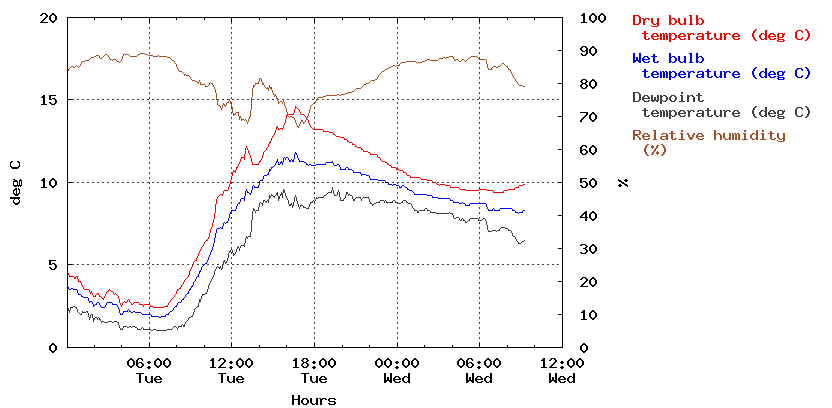 20
15
10
5
0
deg C
100
90
80
70
60
50
40
30
20
10
0
%
06:00
Tue
12:00
Tue
18:00
Tue
00:00
Wed
06:00
Wed
12:00
Wed
Hours
Dry bulb
temperature (deg C)
Wet bulb
temperature (deg C)
Dewpoint
temperature (deg C)
Relative humidity
(%)